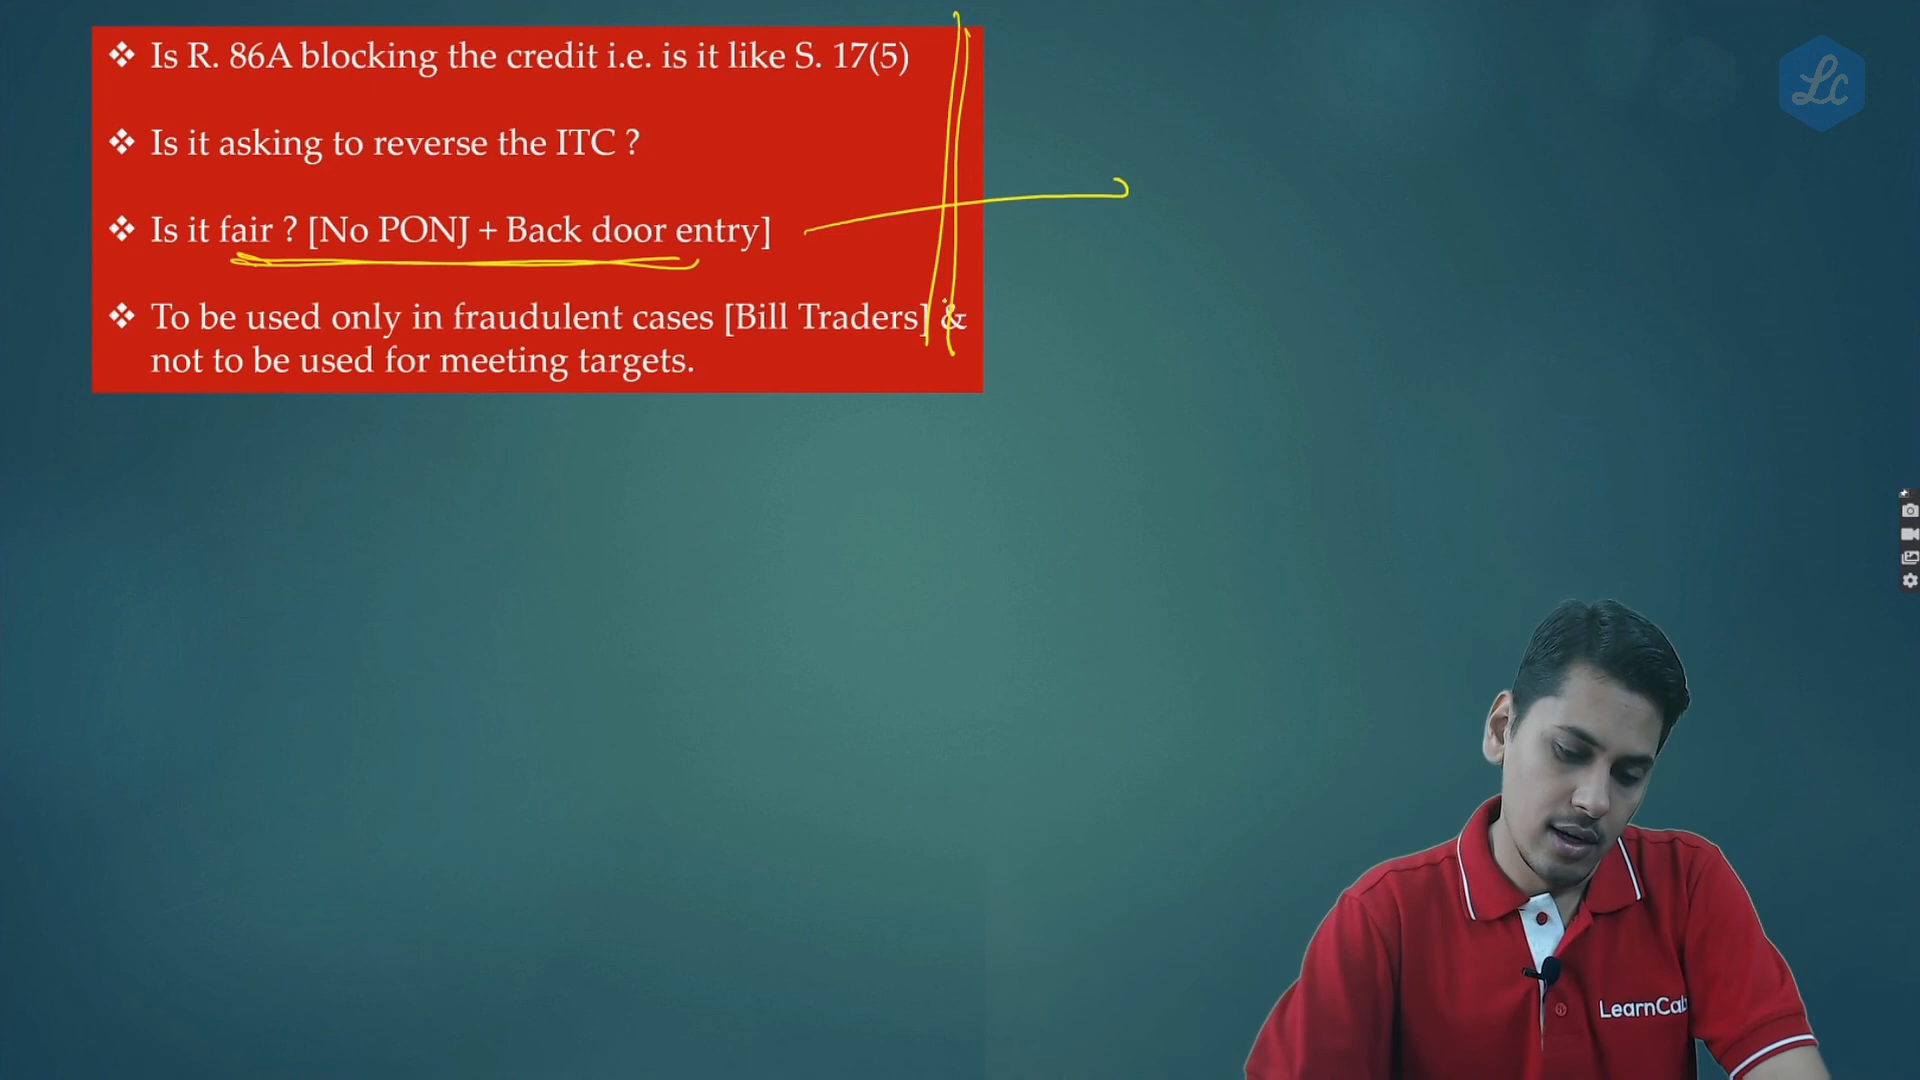 ❖ Is R. 86A blocking the credit i.e. is it like S. 17(5)
❖ Is it asking to reverse the ITC ?
❖ Is it fair ? [No PONJ + Back door entry]
❖ To be used only in fraudulent cases [Bill Traders] &
not to be used for meeting targets.
Lc
LearnCab